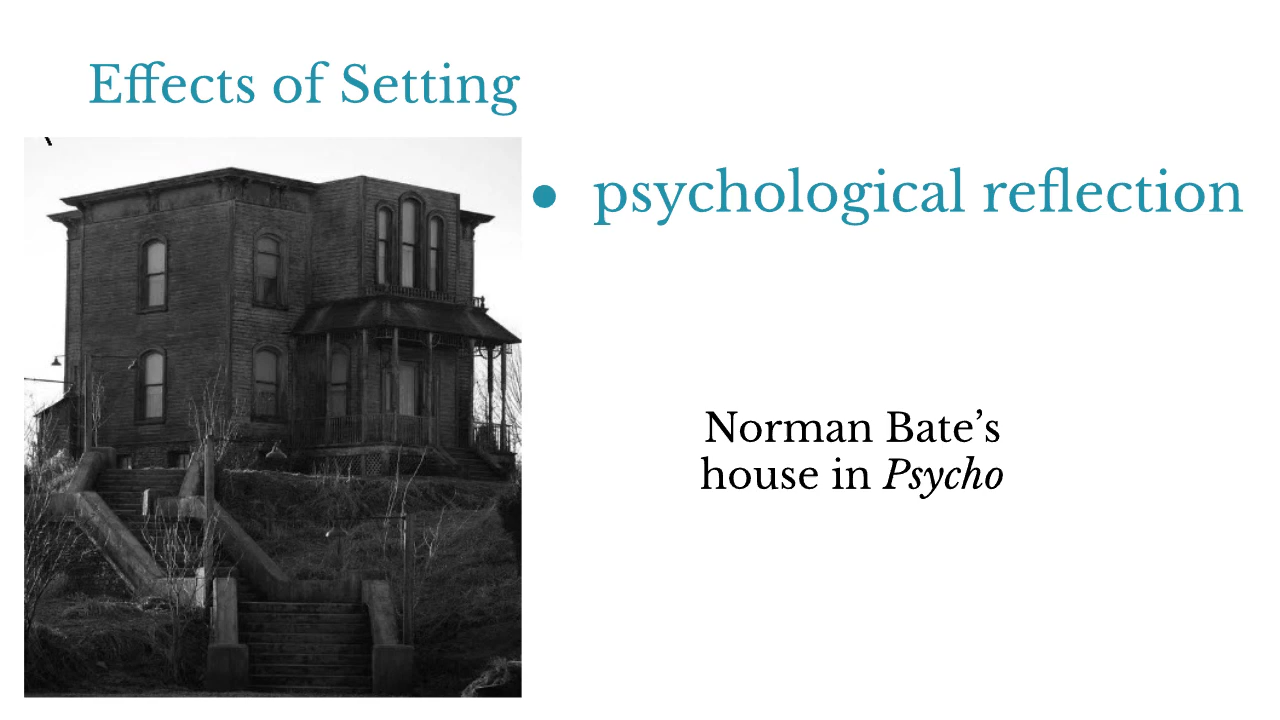 Effects of Setting
• psychological reflection
Norman Bate’s
house in Psycho